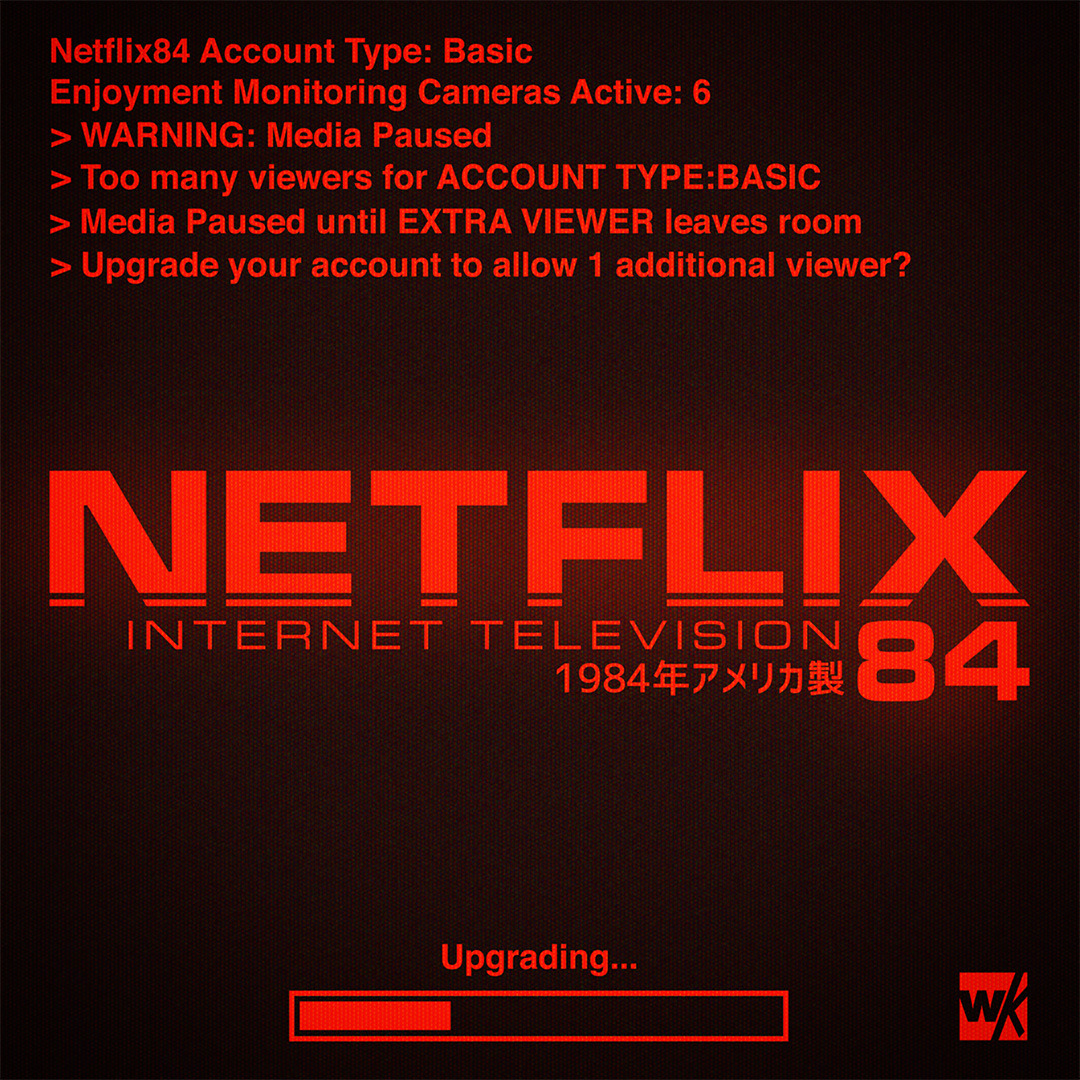 Netflix84 Account Type: Basic
Enjoyment Monitoring Cameras Active: 6
> WARNING: Media Paused
> Too many viewers for ACCOUNT TYPE:BASIC
> Media Paused until EXTRA VIEWER leaves room
> Upgrade your account to allow 1 additional viewer?
NETFLIX
INTERNET TELEVISION
84
1984年アメリカ製
Upgrading...
wk